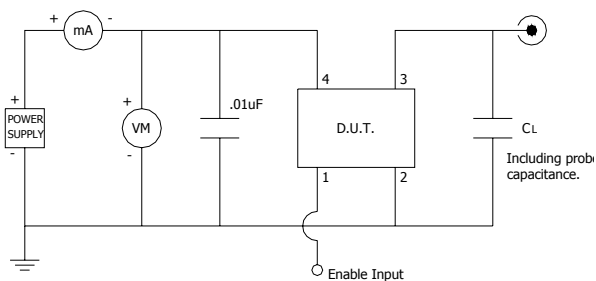 + mA -
4 3
+ POWER SUPPLY -
+ VM -
.01uF
D.U.T.
CL
Including probe
capacitance.
1 2
Enable Input